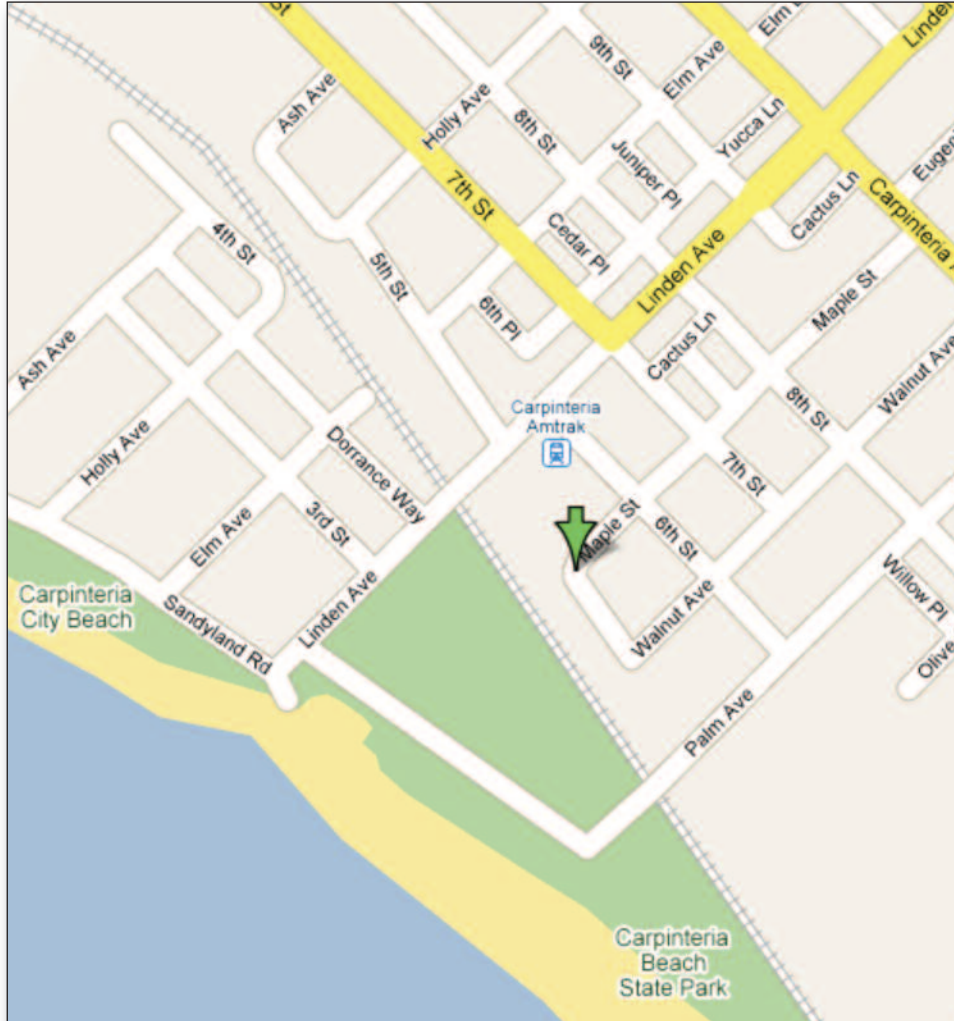 St
Elm
Linden
9th St
Elm Ave
Ash Ave
Holly Ave
8th St
Yucca Ln
Juniper Pl
7th St
Cactus Ln
Carpinteria A
4th St
Cedar Pl
Linden Ave
5th St
6th Pl
Maple St
Ash Ave
Cactus Ln
Walnut Ave
Carpinteria
Amtrak
8th St
Holly Ave
Dorrance Way
7th St
3rd St
Elm Ave
Maple St
6th St
Carpinteria
City Beach
Sandyland Rd
Linden Ave
Walnut Ave
Willow Pl
Olive
Palm Ave
Carpinteria
Beach
State Park